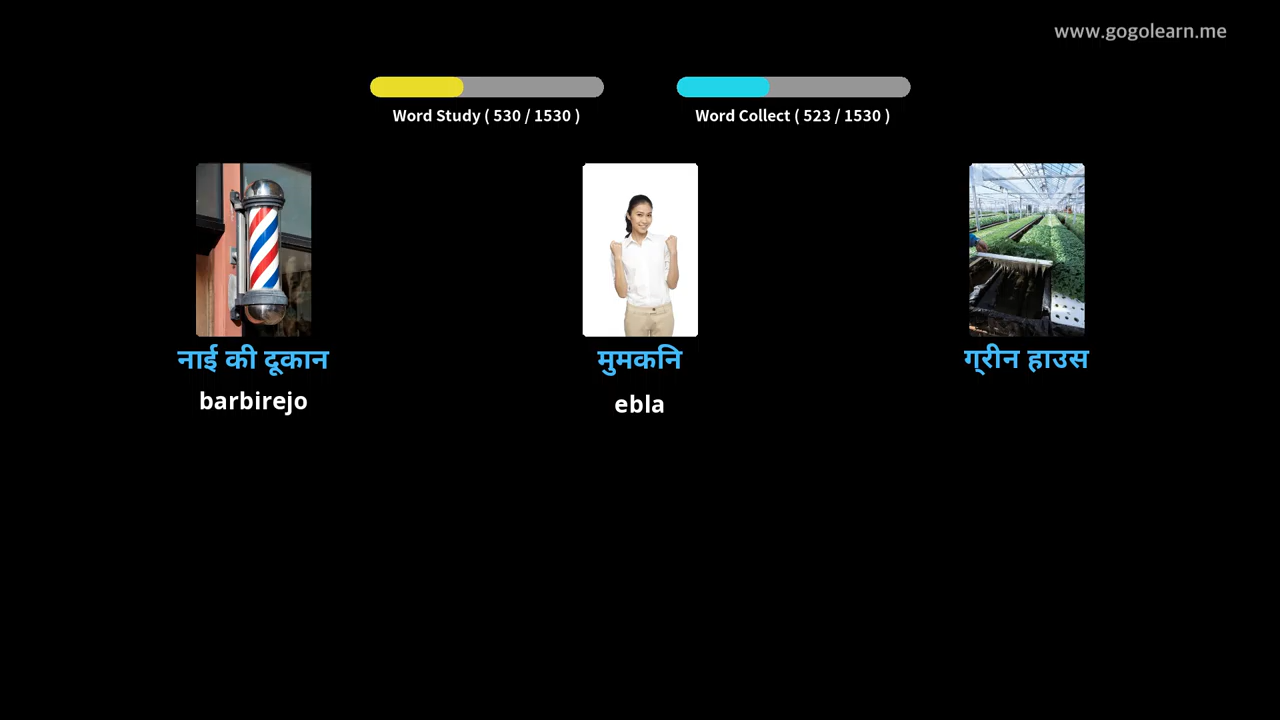 www.gogolearn.me
Word Study ( 530 / 1530 )
Word Collect ( 523 / 1530 )
नाई की दूकान
मुमकनि
ग्रीन हाउस
barbirejo
ebla